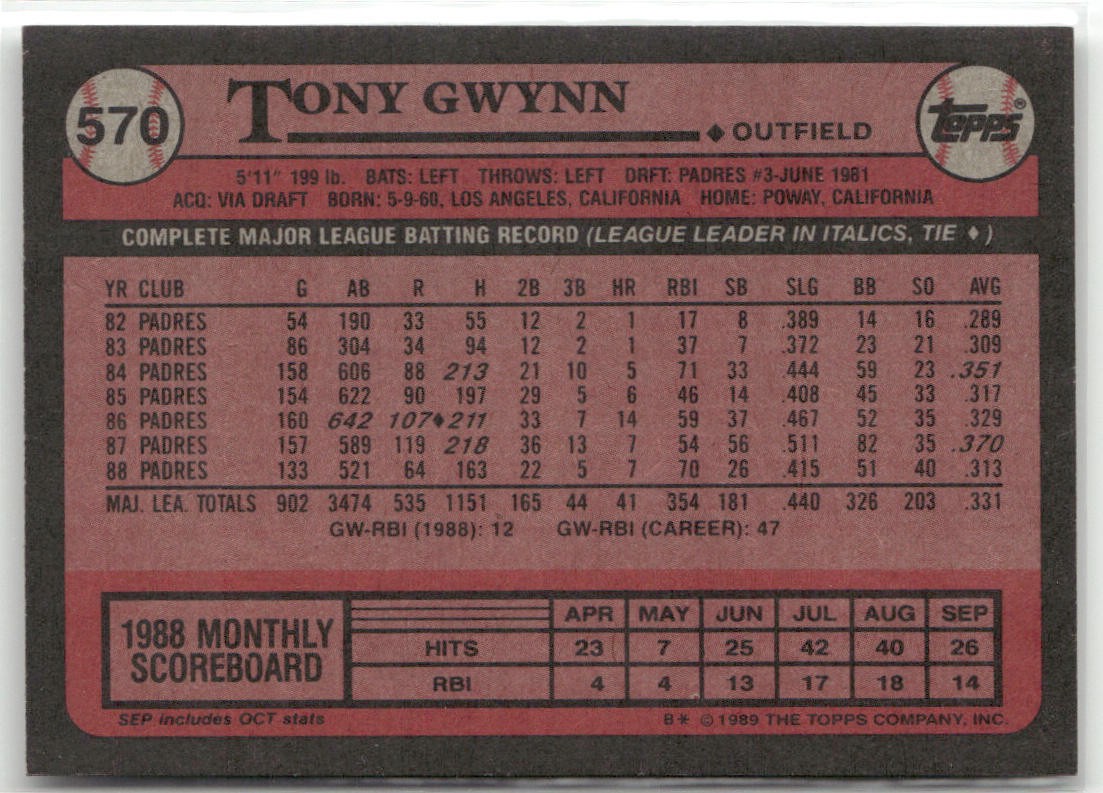 570
TONY GWYNN
♦ OUTFIELD
Topps®
5'11" 199 lb. BATS: LEFT THROWS: LEFT DRFT: PADRES #3-JUNE 1981
ACQ: VIA DRAFT BORN: 5-9-60, LOS ANGELES, CALIFORNIA HOME: POWAY, CALIFORNIA
COMPLETE MAJOR LEAGUE BATTING RECORD (LEAGUE LEADER IN ITALICS, TIE ♦)
YR CLUB G AB R H 2B 3B HR RBI SB SLG BB SO AVG
82 PADRES 54 190 33 55 12 2 1 17 8 .389 14 16 .289
83 PADRES 86 304 34 94 12 2 1 37 7 .372 23 21 .309
84 PADRES 158 606 88 213 21 10 5 71 33 .444 59 23 .351
85 PADRES 154 622 90 197 29 5 6 46 14 .408 45 33 .317
86 PADRES 160 642 107♦211 33 7 14 59 37 .467 52 35 .329
87 PADRES 157 589 119 218 36 13 7 54 56 .511 82 35 .370
88 PADRES 133 521 64 163 22 5 7 70 26 .415 51 40 .313
MAJ. LEA. TOTALS 902 3474 535 1151 165 44 41 354 181 .440 326 203 .331
GW-RBI (1988): 12 GW-RBI (CAREER): 47
1988 MONTHLY
SCOREBOARD
APR MAY JUN JUL AUG SEP
HITS 23 7 25 42 40 26
RBI 4 4 13 17 18 14
SEP includes OCT stats
B* © 1989 THE TOPPS COMPANY, INC.